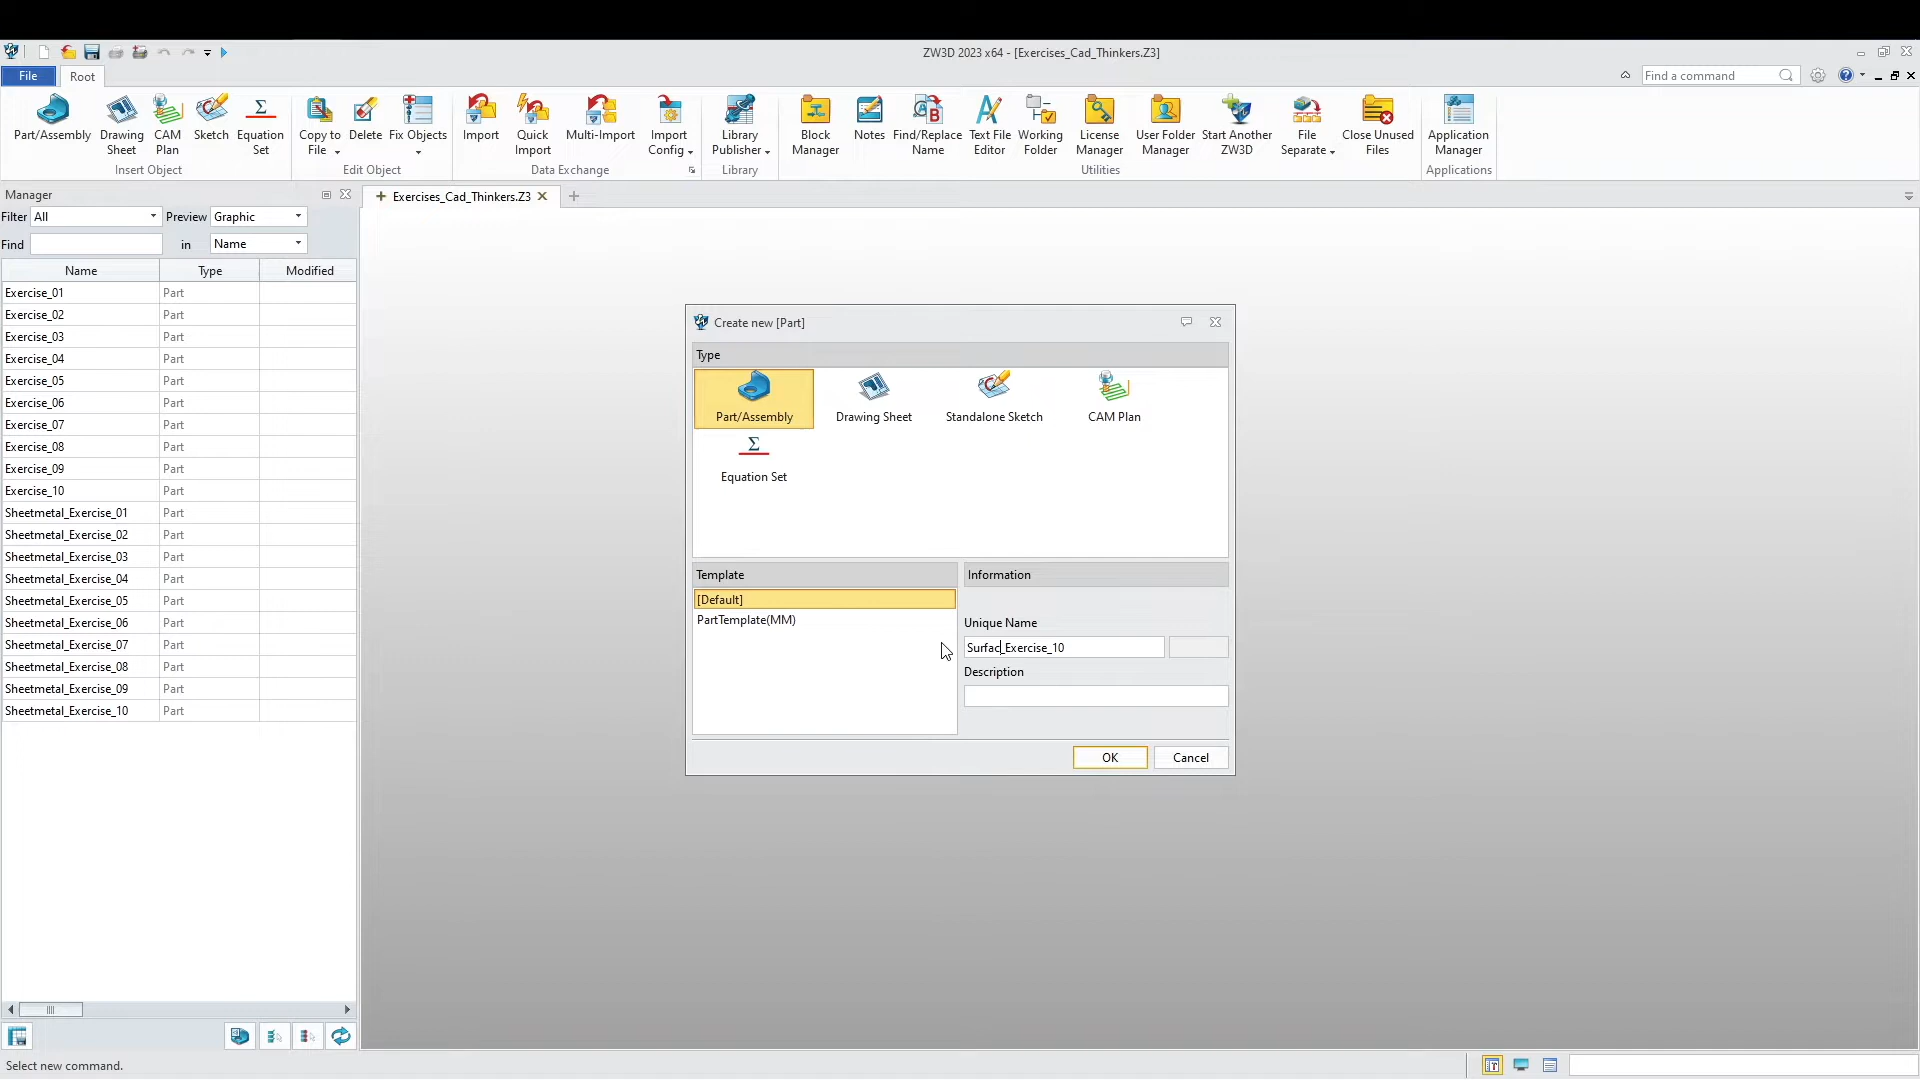 ZW3D 2023 x64 - [Exercises_Cad_Thinkers.Z3]
File
Root
Find a command
Part/Assembly
Drawing
Sheet
CAM
Plan
Sketch
Equation
Set
Insert Object
Copy to
File
Delete
Fix Objects
Edit Object
Import
Quick
Import
Multi-Import
Import
Config
Data Exchange
Library
Publisher
Library
Block
Manager
Notes
Find/Replace
Name
Text File
Editor
Working
Folder
License
Manager
User Folder
Manager
Start Another
ZW3D
File
Separate
Close Unused
Files
Utilities
Application
Manager
Applications
Manager
Exercises_Cad_Thinkers.Z3
Filter All Preview Graphic
Find in Name
Name Type Modified
Exercise_01 Part
Exercise_02 Part
Exercise_03 Part
Exercise_04 Part
Exercise_05 Part
Exercise_06 Part
Exercise_07 Part
Exercise_08 Part
Exercise_09 Part
Exercise_10 Part
Sheetmetal_Exercise_01 Part
Sheetmetal_Exercise_02 Part
Sheetmetal_Exercise_03 Part
Sheetmetal_Exercise_04 Part
Sheetmetal_Exercise_05 Part
Sheetmetal_Exercise_06 Part
Sheetmetal_Exercise_07 Part
Sheetmetal_Exercise_08 Part
Sheetmetal_Exercise_09 Part
Sheetmetal_Exercise_10 Part
Create new [Part]
Type
Part/Assembly
Drawing Sheet
Standalone Sketch
CAM Plan
Equation Set
Template
[Default]
PartTemplate(MM)
Information
Unique Name
Surfac_Exercise_10
Description
OK
Cancel
Select new command.